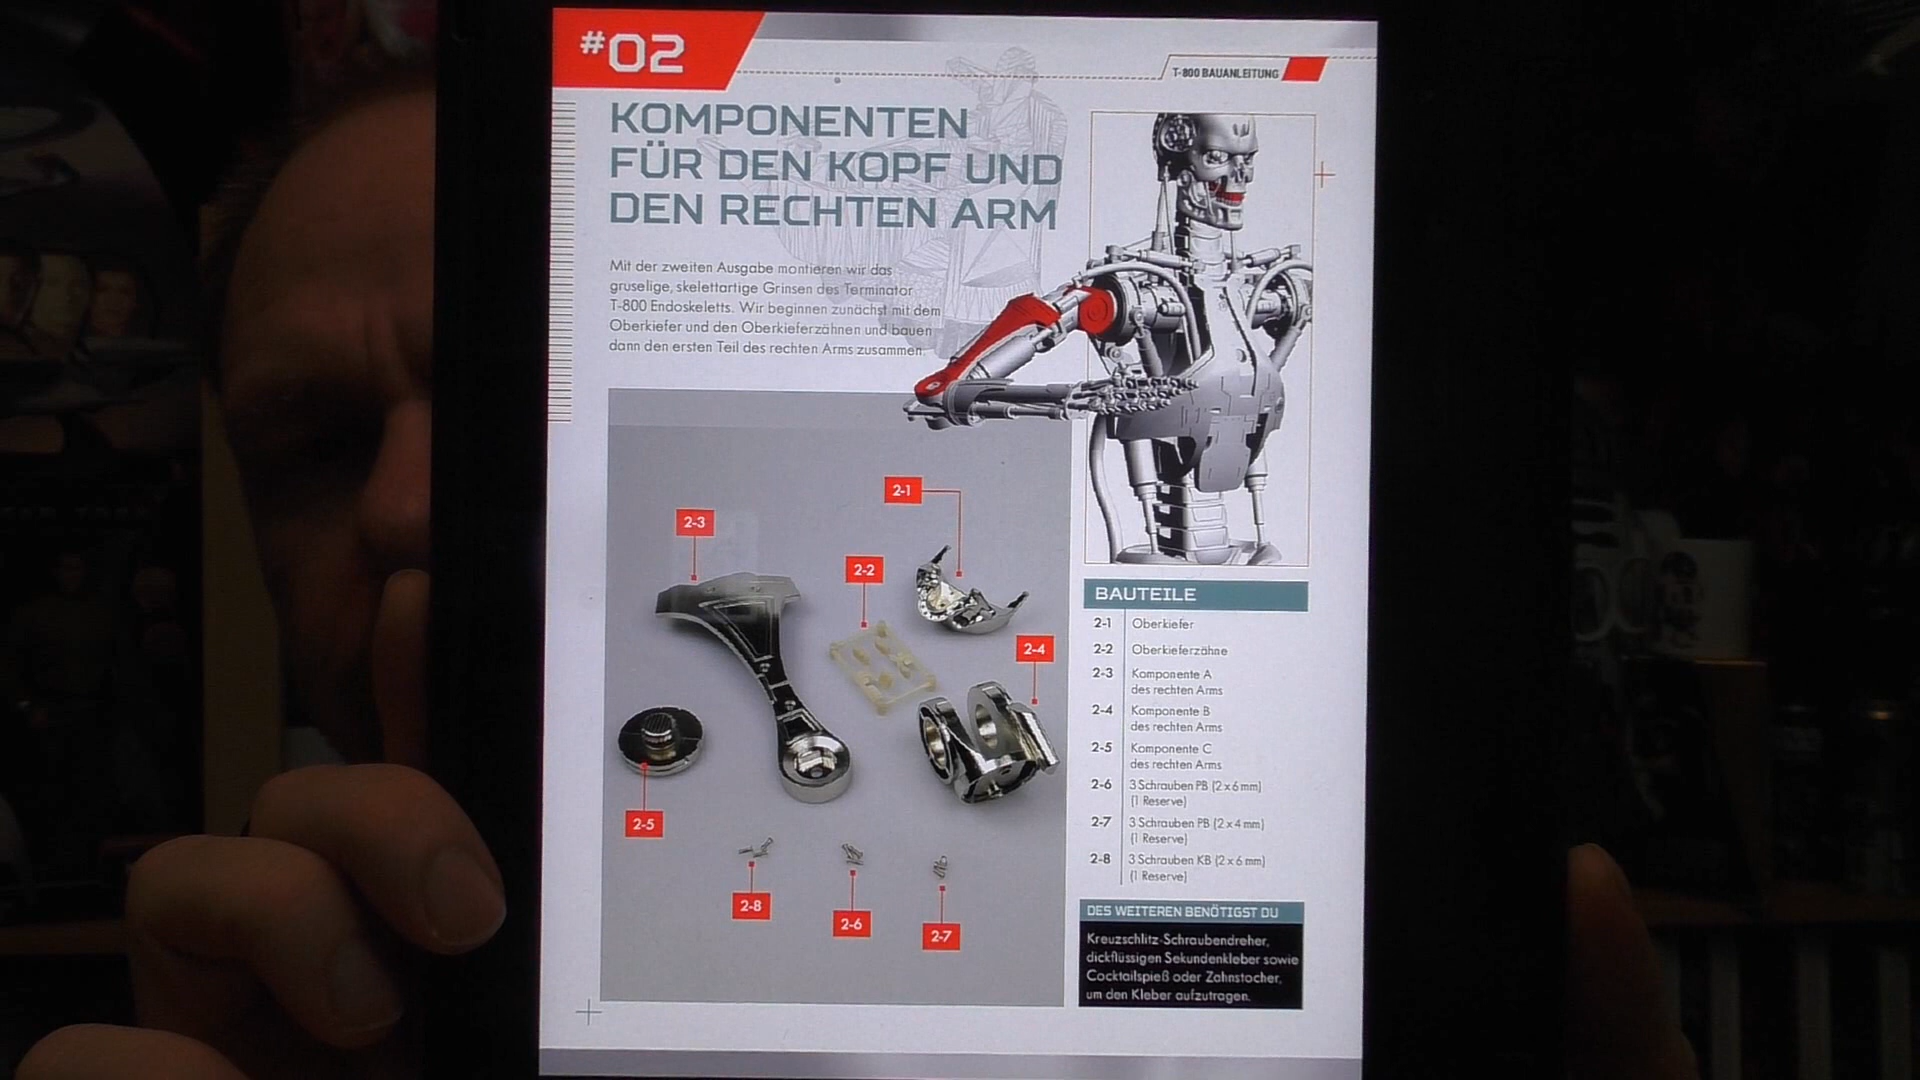 #02
T-800 BAUANLEITUNG
KOMPONENTEN
FÜR DEN KOPF UND
DEN RECHTEN ARM
Mit der zweiten Ausgabe montieren wir das
gruselige, skelettartige Grinsen des Terminator
T-800 Endoskeletts. Wir beginnen zunächst mit dem
Oberkiefer und den Oberkieferzähnen und bauen
dann den ersten Teil des rechten Arms zusammen.
2-1
2-3
2-2
2-4
2-5
2-8
2-6
2-7
BAUTEILE
2-1 Oberkiefer
2-2 Oberkieferzähne
2-3 Komponente A
des rechten Arms
2-4 Komponente B
des rechten Arms
2-5 Komponente C
des rechten Arms
2-6 3 Schrauben PB (2 x 6 mm)
(1 Reserve)
2-7 3 Schrauben PB (2 x 4 mm)
(1 Reserve)
2-8 3 Schrauben KB (2 x 6 mm)
(1 Reserve)
DES WEITEREN BENÖTIGST DU
Kreuzschlitz-Schraubendreher,
dickflüssigen Sekundenkleber sowie
Cocktailspieß oder Zahnstocher,
um den Kleber aufzutragen.